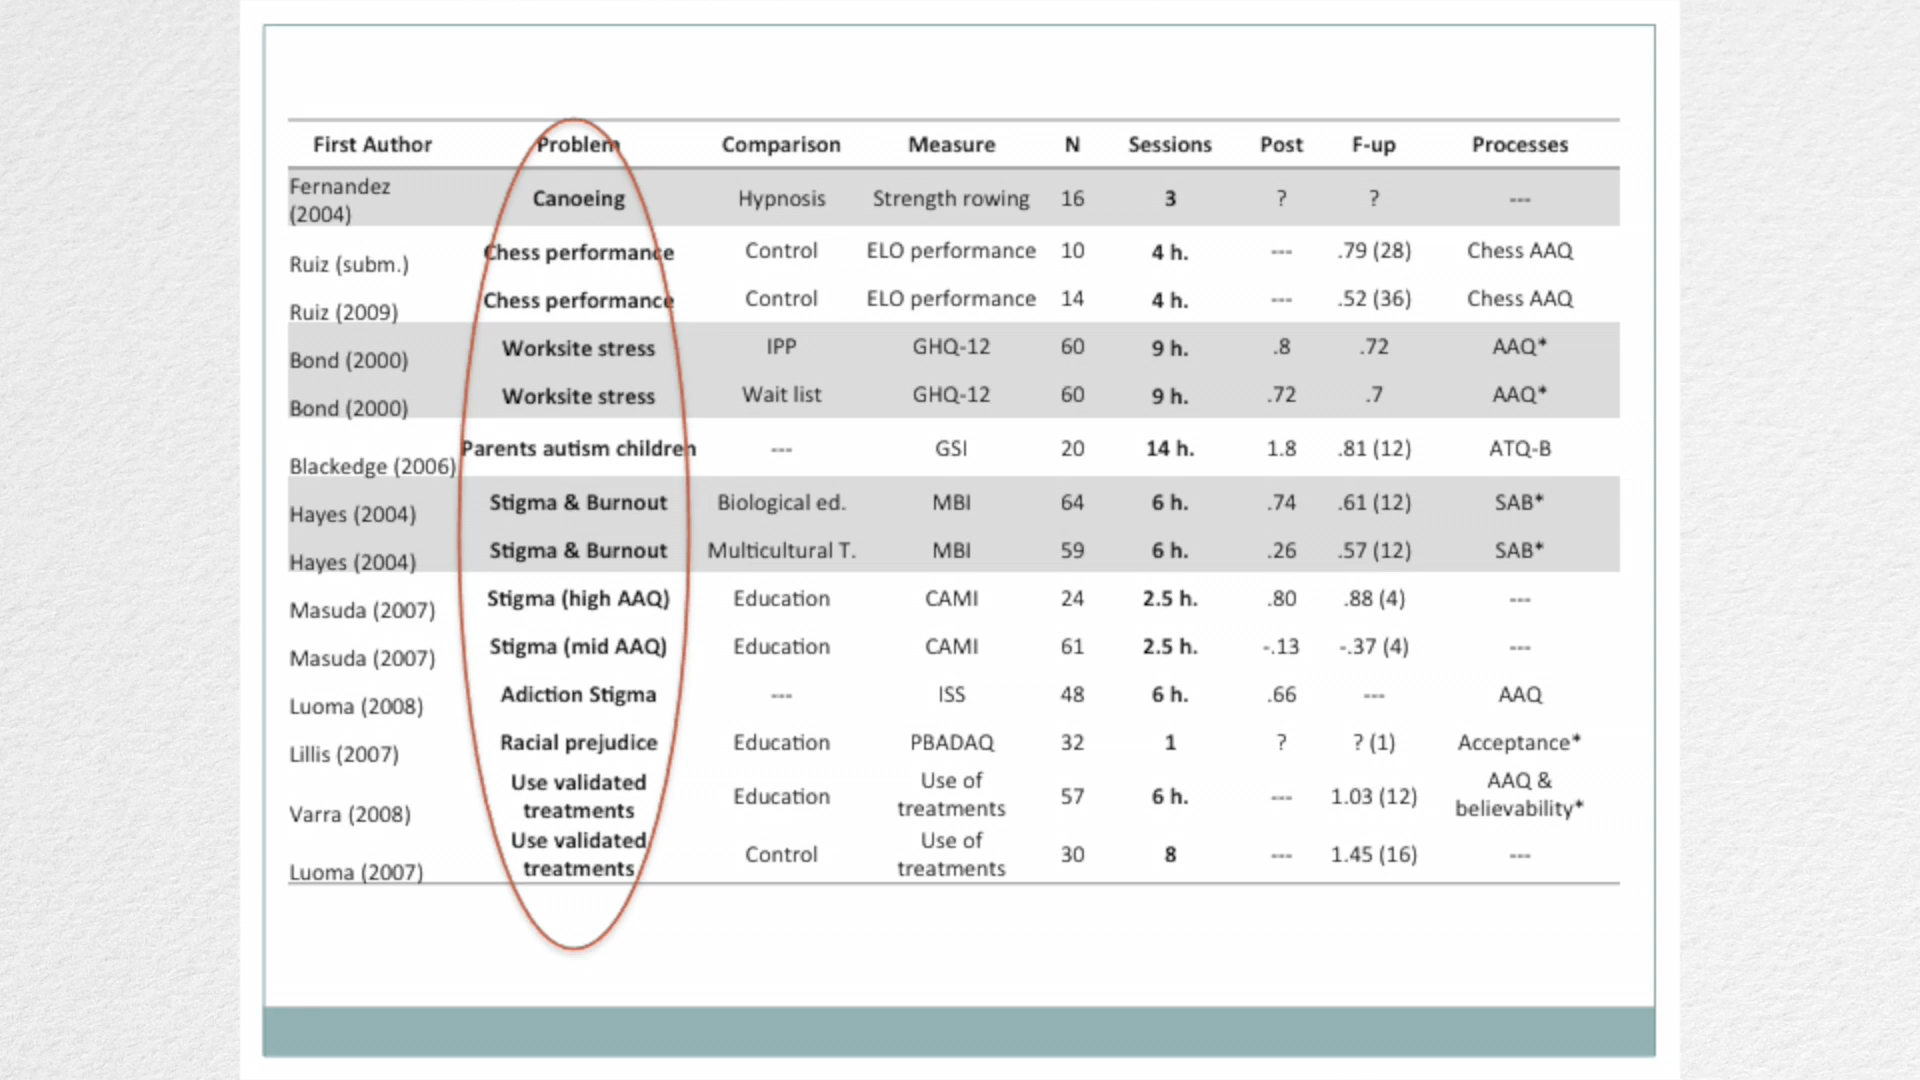 First Author Problem Comparison Measure N Sessions Post F-up Processes
Fernandez
(2004) Canoeing Hypnosis Strength rowing 16 3 ? ? ---
Ruiz (subm.) Chess performance Control ELO performance 10 4 h. --- .79 (28) Chess AAQ
Ruiz (2009) Chess performance Control ELO performance 14 4 h. --- .52 (36) Chess AAQ
Bond (2000) Worksite stress IPP GHQ-12 60 9 h. .8 .72 AAQ*
Bond (2000) Worksite stress Wait list GHQ-12 60 9 h. .72 .7 AAQ*
Blackedge (2006) Parents autism children --- GSI 20 14 h. 1.8 .81 (12) ATQ-B
Hayes (2004) Stigma & Burnout Biological ed. MBI 64 6 h. .74 .61 (12) SAB*
Hayes (2004) Stigma & Burnout Multicultural T. MBI 59 6 h. .26 .57 (12) SAB*
Masuda (2007) Stigma (high AAQ) Education CAMI 24 2.5 h. .80 .88 (4) ---
Masuda (2007) Stigma (mid AAQ) Education CAMI 61 2.5 h. -.13 -.37 (4) ---
Luoma (2008) Adiction Stigma --- ISS 48 6 h. .66 --- AAQ
Lillis (2007) Racial prejudice Education PBADAQ 32 1 ? ? (1) Acceptance*
Use validated Use of AAQ &
Varra (2008) treatments Education treatments 57 6 h. --- 1.03 (12) believability*
Use validated Use of
Luoma (2007) treatments Control treatments 30 8 --- 1.45 (16) ---